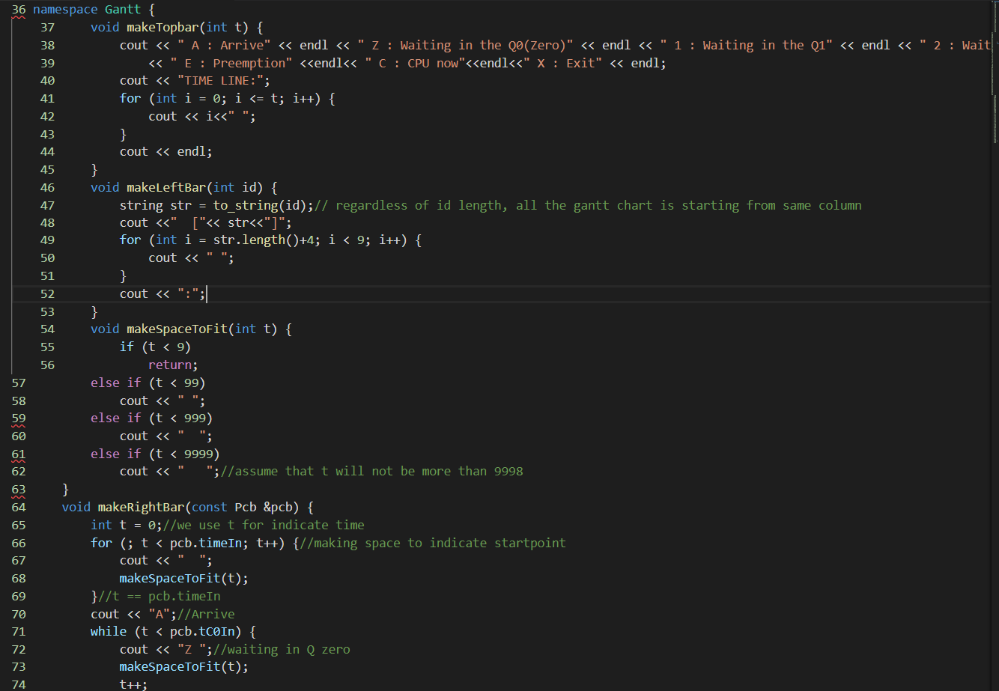 36 namespace Gantt {
37     void makeTopbar(int t) {
38         cout << " A : Arrive" << endl << " Z : Waiting in the Q0(Zero)" << endl << " 1 : Waiting in the Q1" << endl << " 2 : Wait
39             << " E : Preemption" <<endl<< " C : CPU now"<<endl<<" X : Exit" << endl;
40         cout << "TIME LINE:";
41         for (int i = 0; i <= t; i++) {
42             cout << i<<" ";
43         }
44         cout << endl;
45     }
46     void makeLeftBar(int id) {
47         string str = to_string(id);// regardless of id length, all the gantt chart is starting from same column
48         cout <<"  ["<< str<<"]";
49         for (int i = str.length()+4; i < 9; i++) {
50             cout << " ";
51         }
52         cout << ":";
53     }
54     void makeSpaceToFit(int t) {
55         if (t < 9)
56             return;
57         else if (t < 99)
58             cout << " ";
59         else if (t < 999)
60             cout << "  ";
61         else if (t < 9999)
62             cout << "   ";//assume that t will not be more than 9998
63     }
64     void makeRightBar(const Pcb &pcb) {
65         int t = 0;//we use t for indicate time
66         for (; t < pcb.timeIn; t++) {//making space to indicate startpoint
67             cout << "  ";
68             makeSpaceToFit(t);
69         }//t == pcb.timeIn
70         cout << "A";//Arrive
71         while (t < pcb.tC0In) {
72             cout << "Z ";//waiting in Q zero
73             makeSpaceToFit(t);
74             t++;